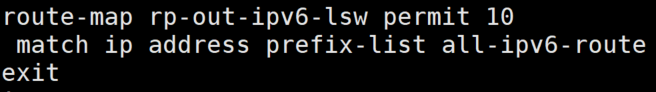 route-map rp-out-ipv6-lsw permit 10
 match ip address prefix-list all-ipv6-route
exit